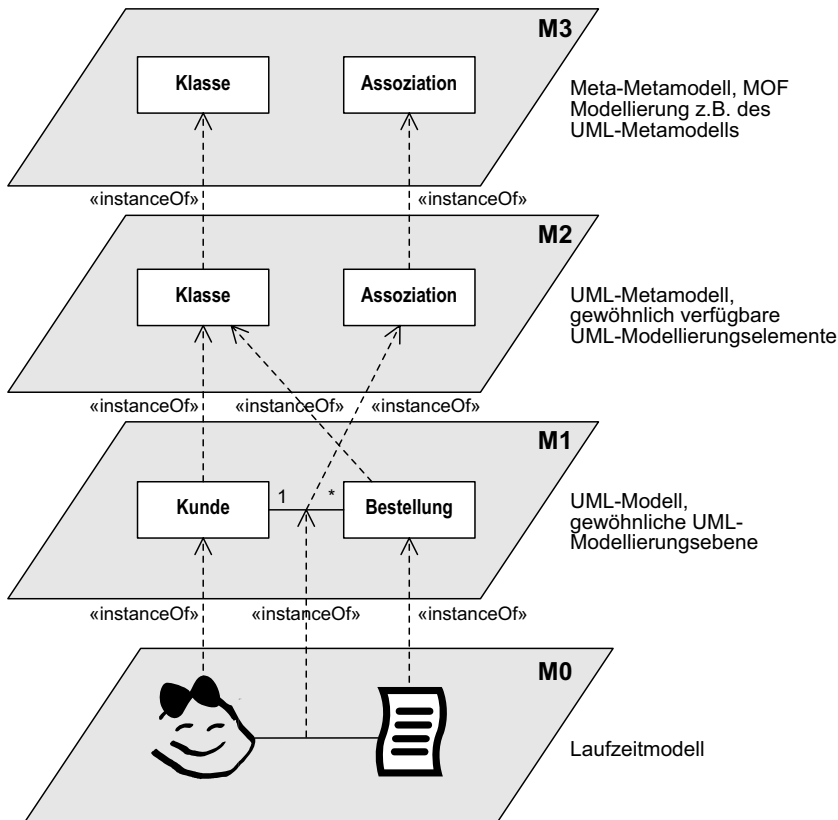 M3
Klasse
Assoziation
Meta-Metamodell, MOF
Modellierung z.B. des
UML-Metamodells
«instanceOf»
«instanceOf»
M2
Klasse
Assoziation
UML-Metamodell,
gewöhnlich verfügbare
UML-Modellierungselemente
«instanceOf»
«instanceOf»
«instanceOf»
M1
Kunde
1
*
Bestellung
UML-Modell,
gewöhnliche UML-
Modellierungsebene
«instanceOf»
«instanceOf»
«instanceOf»
M0
Laufzeitmodell